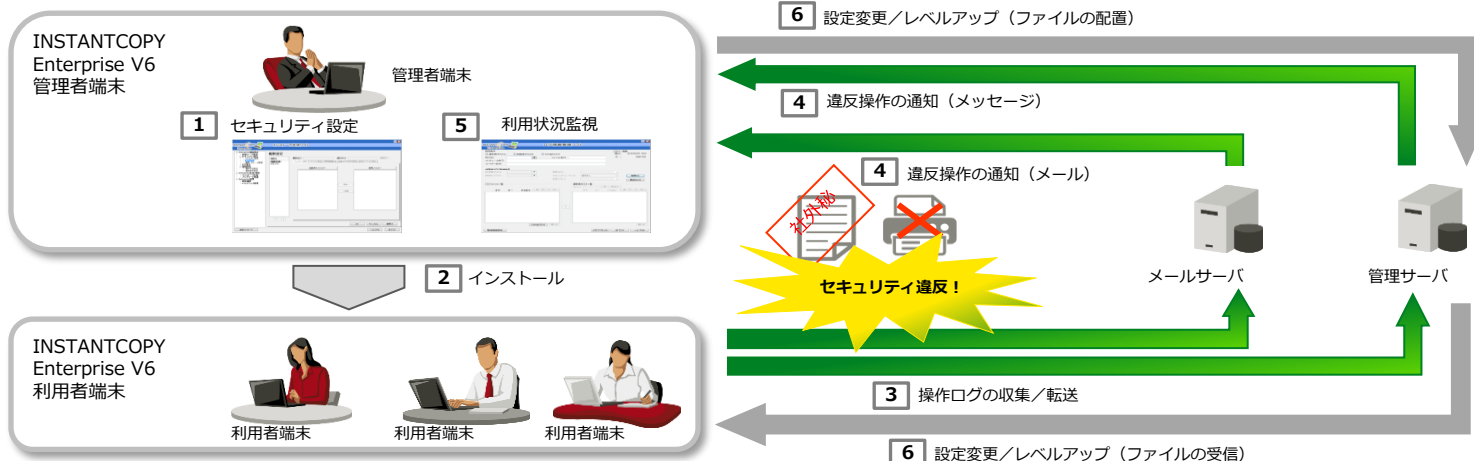 INSTANTCOPY
Enterprise V6
管理者端末
管理者端末
1 セキュリティ設定
5 利用状況監視
2 インストール
INSTANTCOPY
Enterprise V6
利用者端末
利用者端末
利用者端末
利用者端末
6 設定変更／レベルアップ（ファイルの配置）
4 違反操作の通知（メッセージ）
4 違反操作の通知（メール）
社外秘
セキュリティ違反！
メールサーバ
管理サーバ
3 操作ログの収集／転送
6 設定変更／レベルアップ（ファイルの受信）